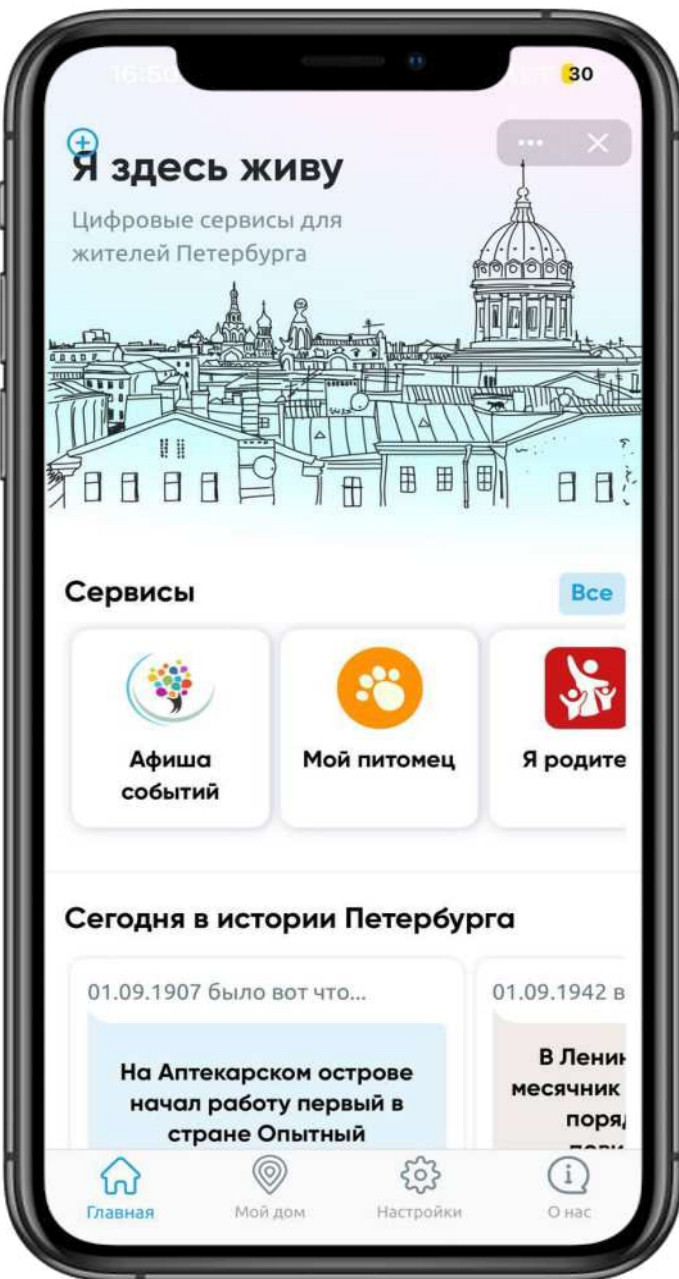 30
Я здесь живу
Цифровые сервисы для
жителей Петербурга
Сервисы
Все
Афиша
событий
Мой питомец
Я родите
Сегодня в истории Петербурга
01.09.1907 было вот что...
На Аптекарском острове
начал работу первый в
стране Опытный
01.09.1942 в
В Ленин
месячник
поря
Главная
Мой дом
Настройки
О нас